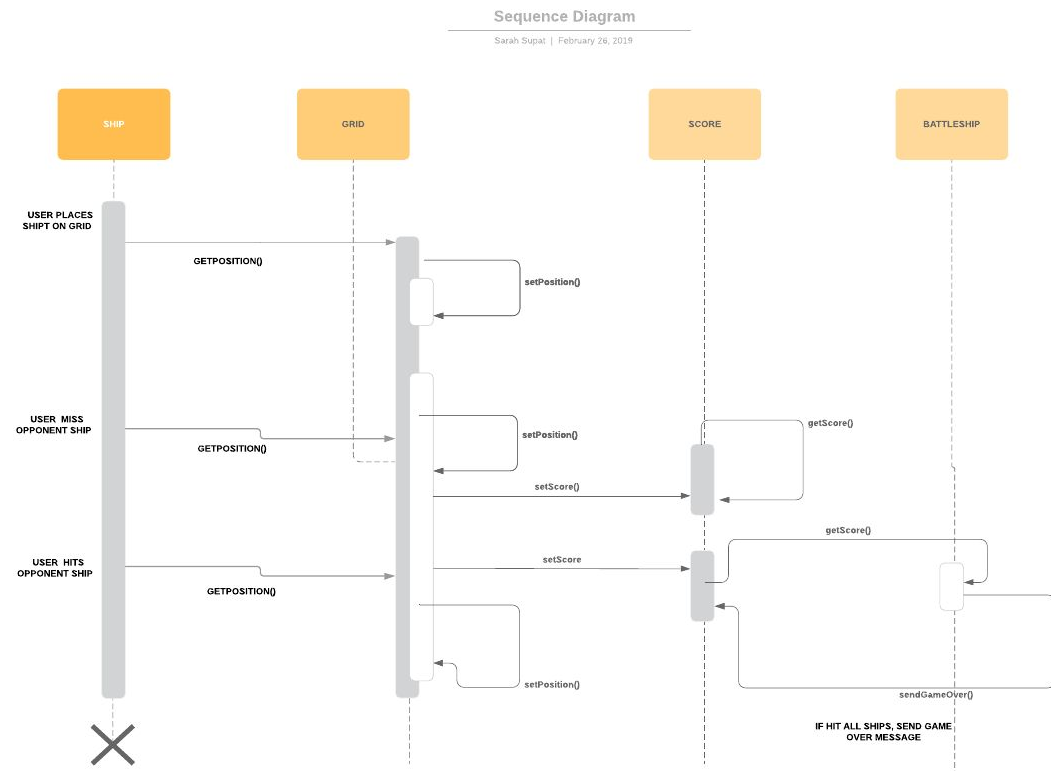 Sequence Diagram
Sarah Supat | February 26, 2019
SHIP
GRID
SCORE
BATTLESHIP
USER PLACES
SHIPT ON GRID
GETPOSITION()
setPosition()
USER MISS
OPPONENT SHIP
GETPOSITION()
setPosition()
getScore()
setScore()
getScore()
USER HITS
OPPONENT SHIP
setScore
GETPOSITION()
setPosition()
sendGameOver()
IF HIT ALL SHIPS, SEND GAME
OVER MESSAGE